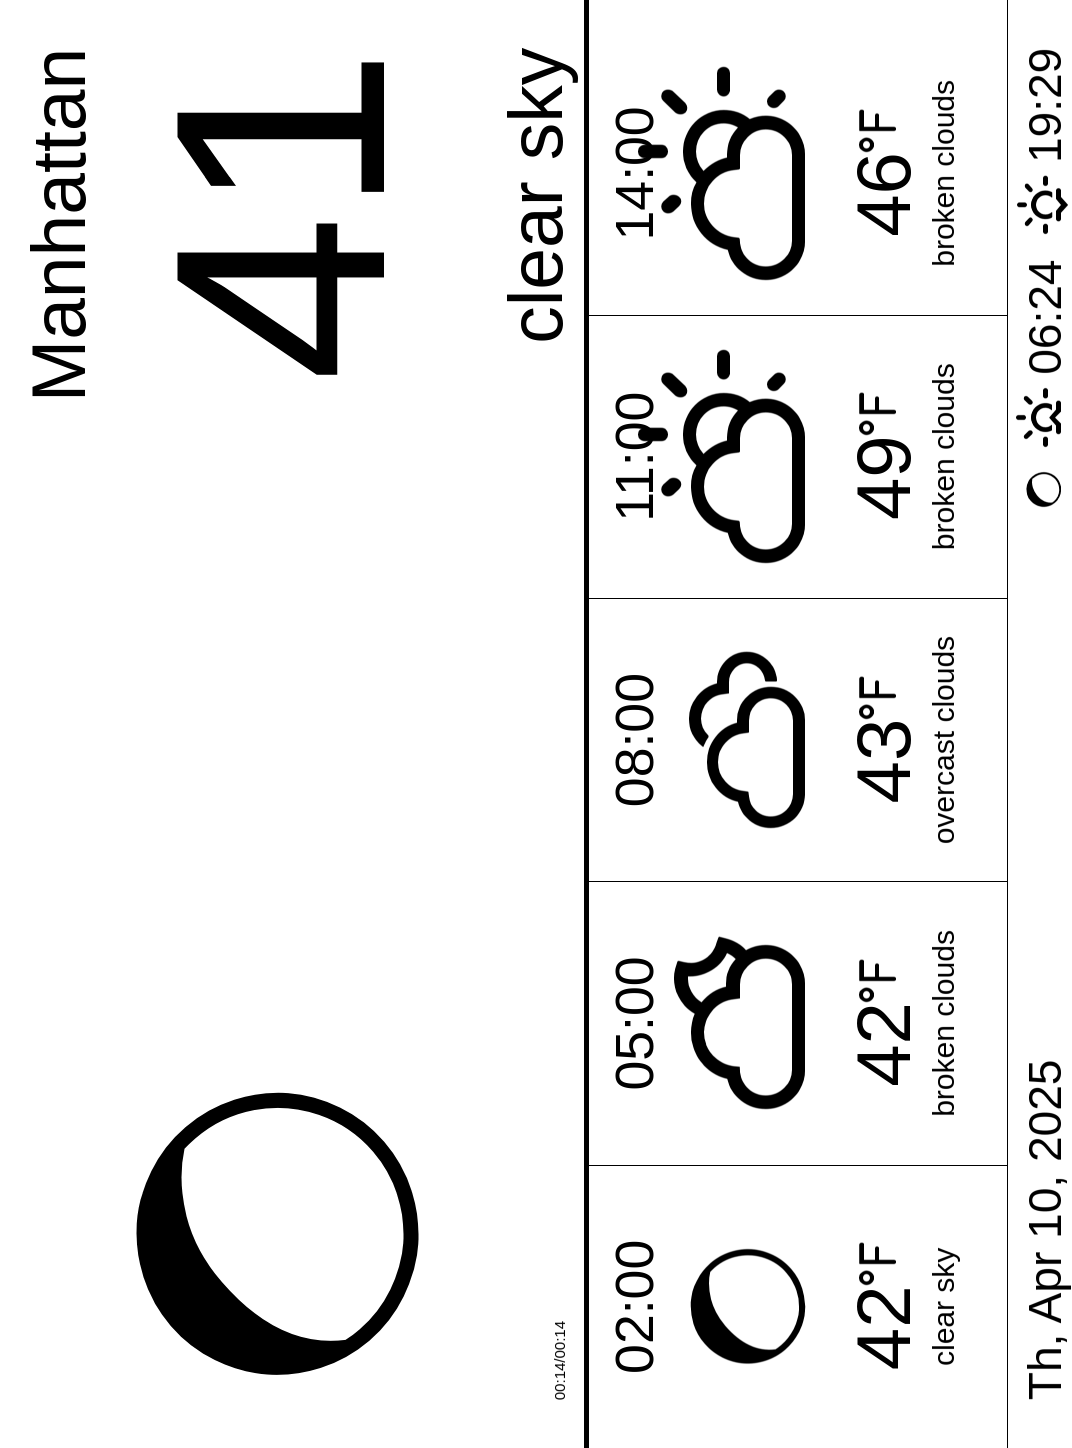 Manhattan
41
clear sky
00:14/00:14
02:00
42°F
clear sky
05:00
42°F
broken clouds
08:00
43°F
overcast clouds
11:00
49°F
broken clouds
14:00
46°F
broken clouds
Th, Apr 10, 2025
06:24
19:29